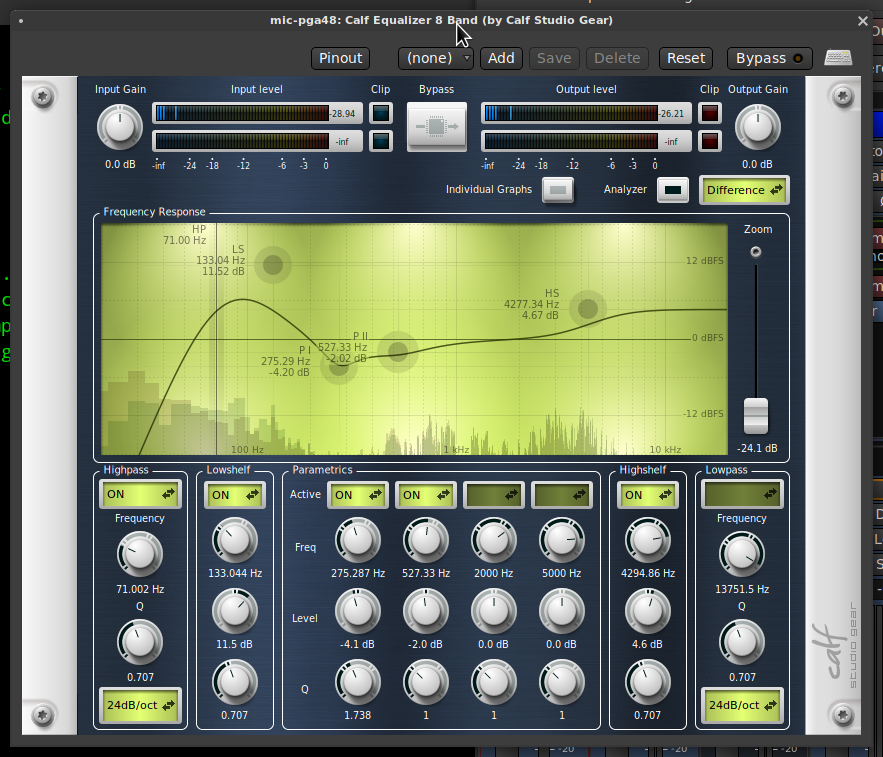 mic-pga48: Calf Equalizer 8 Band (by Calf Studio Gear)
Pinout (none) Add Save Delete Reset Bypass
Input Gain Input level Clip Bypass Output level Clip Output Gain
-28.94 -26.21
-inf -inf
0.0 dB -inf -24 -18 -12 -6 -3 0 -inf -24 -18 -12 -6 -3 0 0.0 dB
Individual Graphs Analyzer Difference
Frequency Response
HP
71.00 Hz
LS
133.04 Hz
11.52 dB
HS
4277.34 Hz
4.67 dB
P II
527.33 Hz
-2.02 dB
P I
275.29 Hz
-4.20 dB
12 dBFS
0 dBFS
-12 dBFS
100 Hz 1 kHz 10 kHz
Zoom
-24.1 dB
Highpass Lowshelf Parametrics Highshelf Lowpass
ON ON Active ON ON ON
Frequency Freq Frequency
133.044 Hz 275.287 Hz 527.33 Hz 2000 Hz 5000 Hz 4294.86 Hz
71.002 Hz 13751.5 Hz
Q Level Q
11.5 dB -4.1 dB -2.0 dB 0.0 dB 0.0 dB 4.6 dB
0.707 0.707
Q
24dB/oct 24dB/oct
0.707 1.738 1 1 1 0.707
calf
studio gear